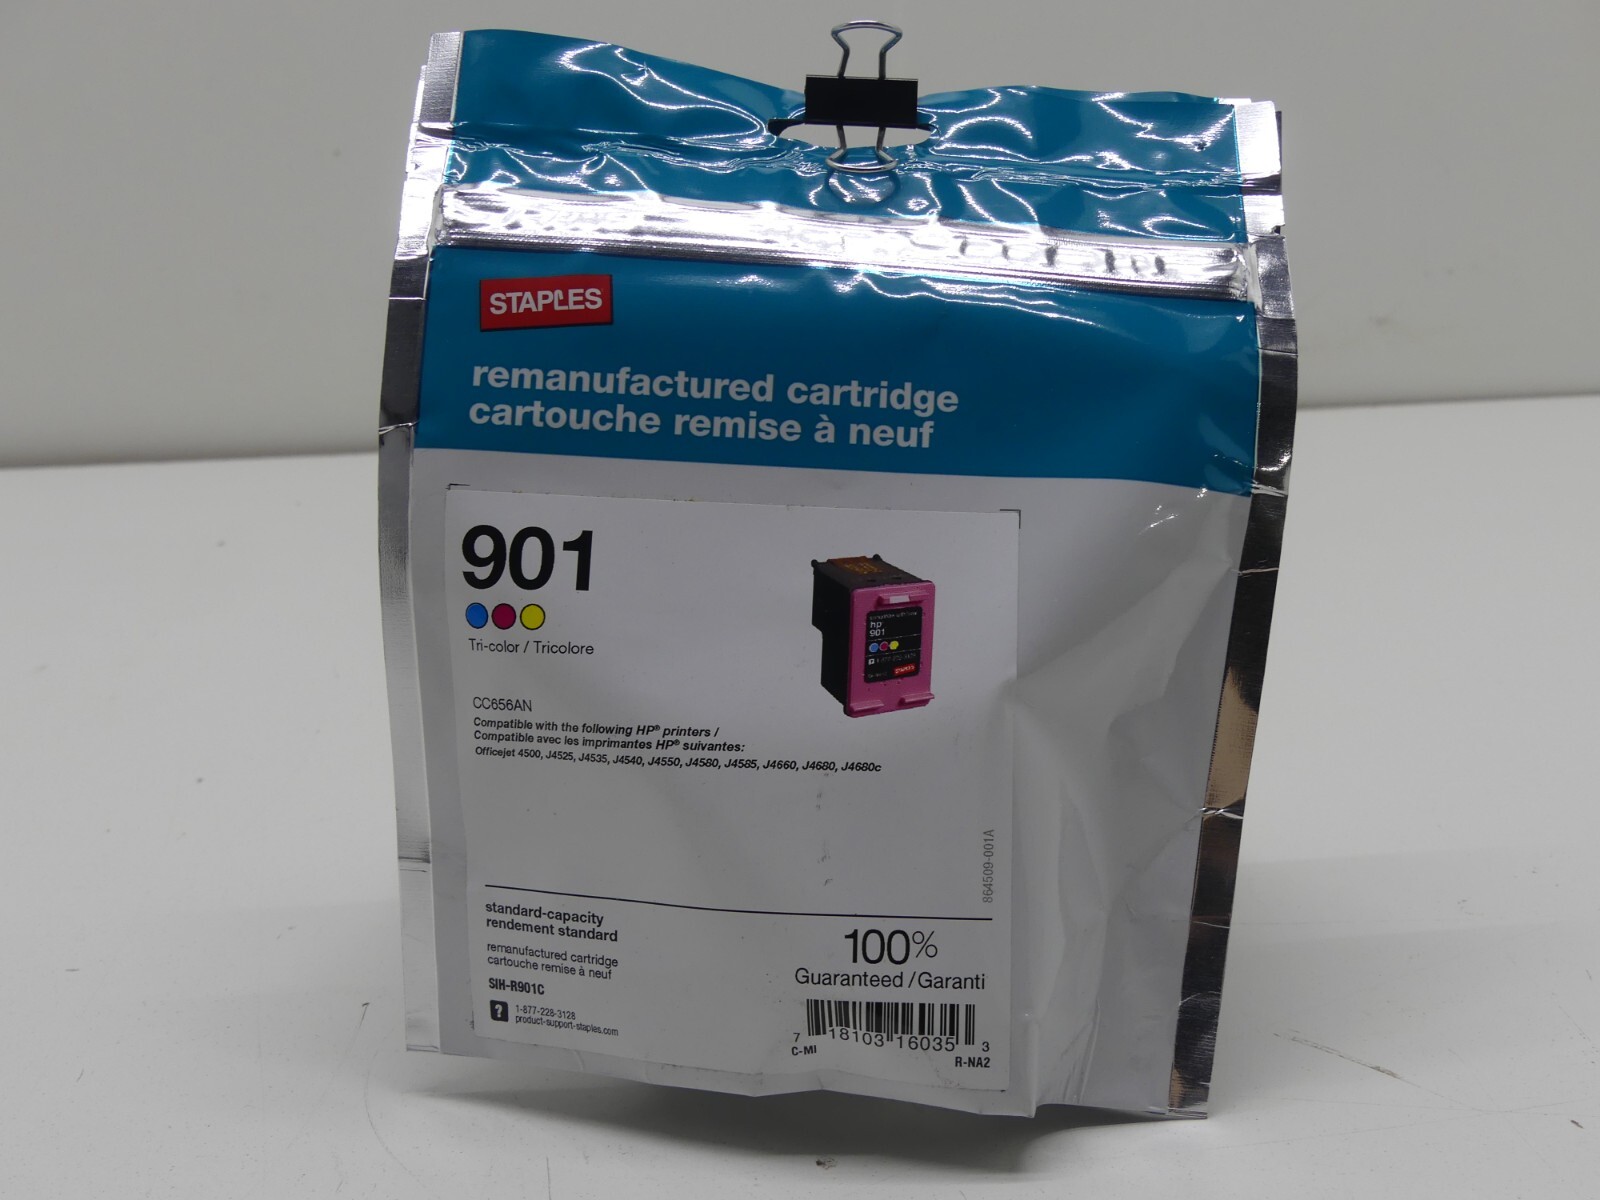 STAPLES
remanufactured cartridge
cartouche remise à neuf
901
Tri-color / Tricolore
hp
901
STAPLES
CC656AN
Compatible with the following HP® printers /
Compatible avec les imprimantes HP® suivantes:
Officejet 4500, J4525, J4535, J4540, J4550, J4580, J4585, J4660, J4680, J4680c
864509-001A
standard-capacity
rendement standard
remanufactured cartridge
cartouche remise à neuf
SIH-R901C
? 1-877-228-3128
product-support-staples.com
100%
Guaranteed/Garanti
7 18103 16035 3
C-MI R-NA2